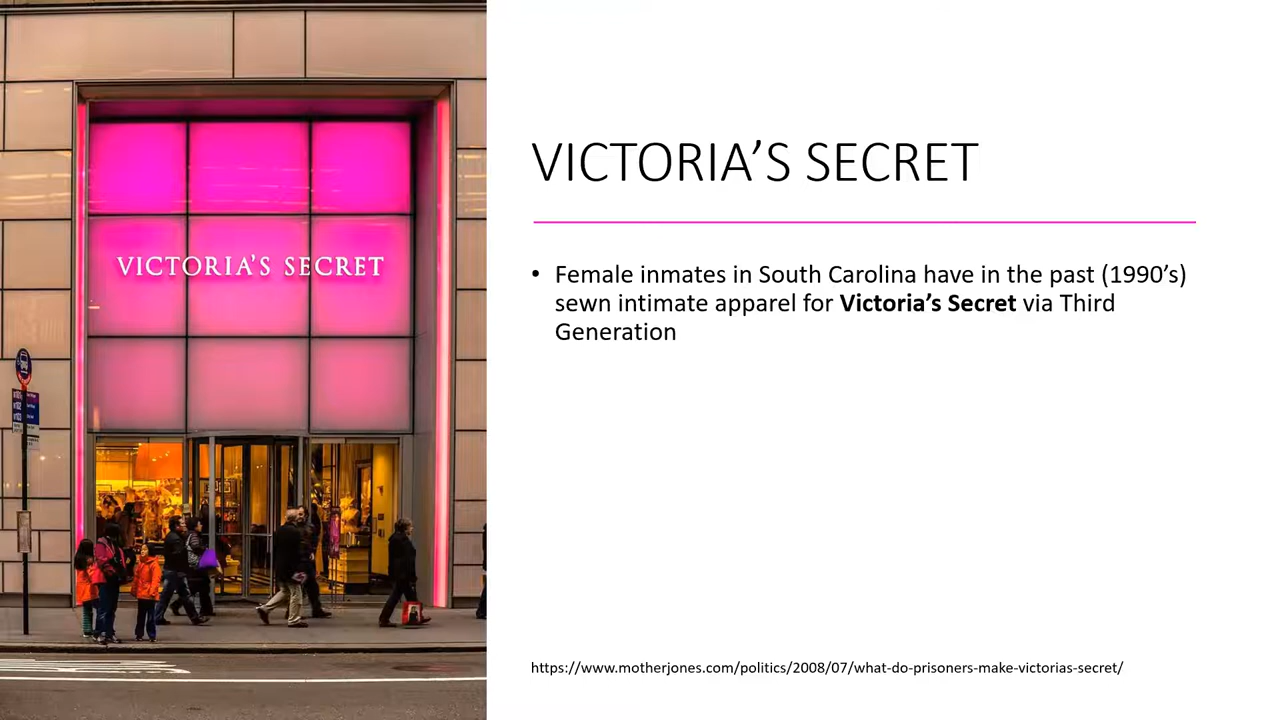 VICTORIA'S SECRET
VICTORIA’S SECRET
• Female inmates in South Carolina have in the past (1990’s)
sewn intimate apparel for Victoria’s Secret via Third
Generation
https://www.motherjones.com/politics/2008/07/what-do-prisoners-make-victorias-secret/